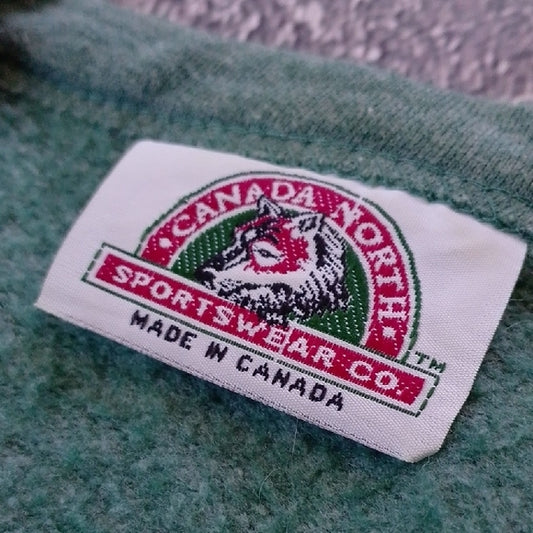 • CANADA NORTH •
SPORTSWEAR CO.
TM
MADE IN CANADA